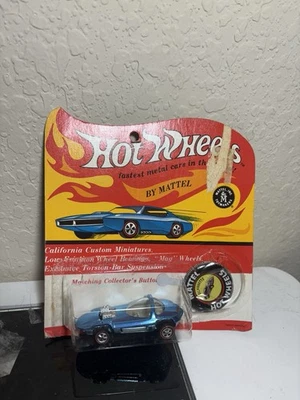 Hot Wheels
fastest metal cars in the
BY MATTEL
California Custom Miniatures
Low-Friction Wheel Bearings "Mag" Wheels
Exclusive Torsion-Bar Suspension
Matching Collector's Button
MATTEL
HOT WHEELS